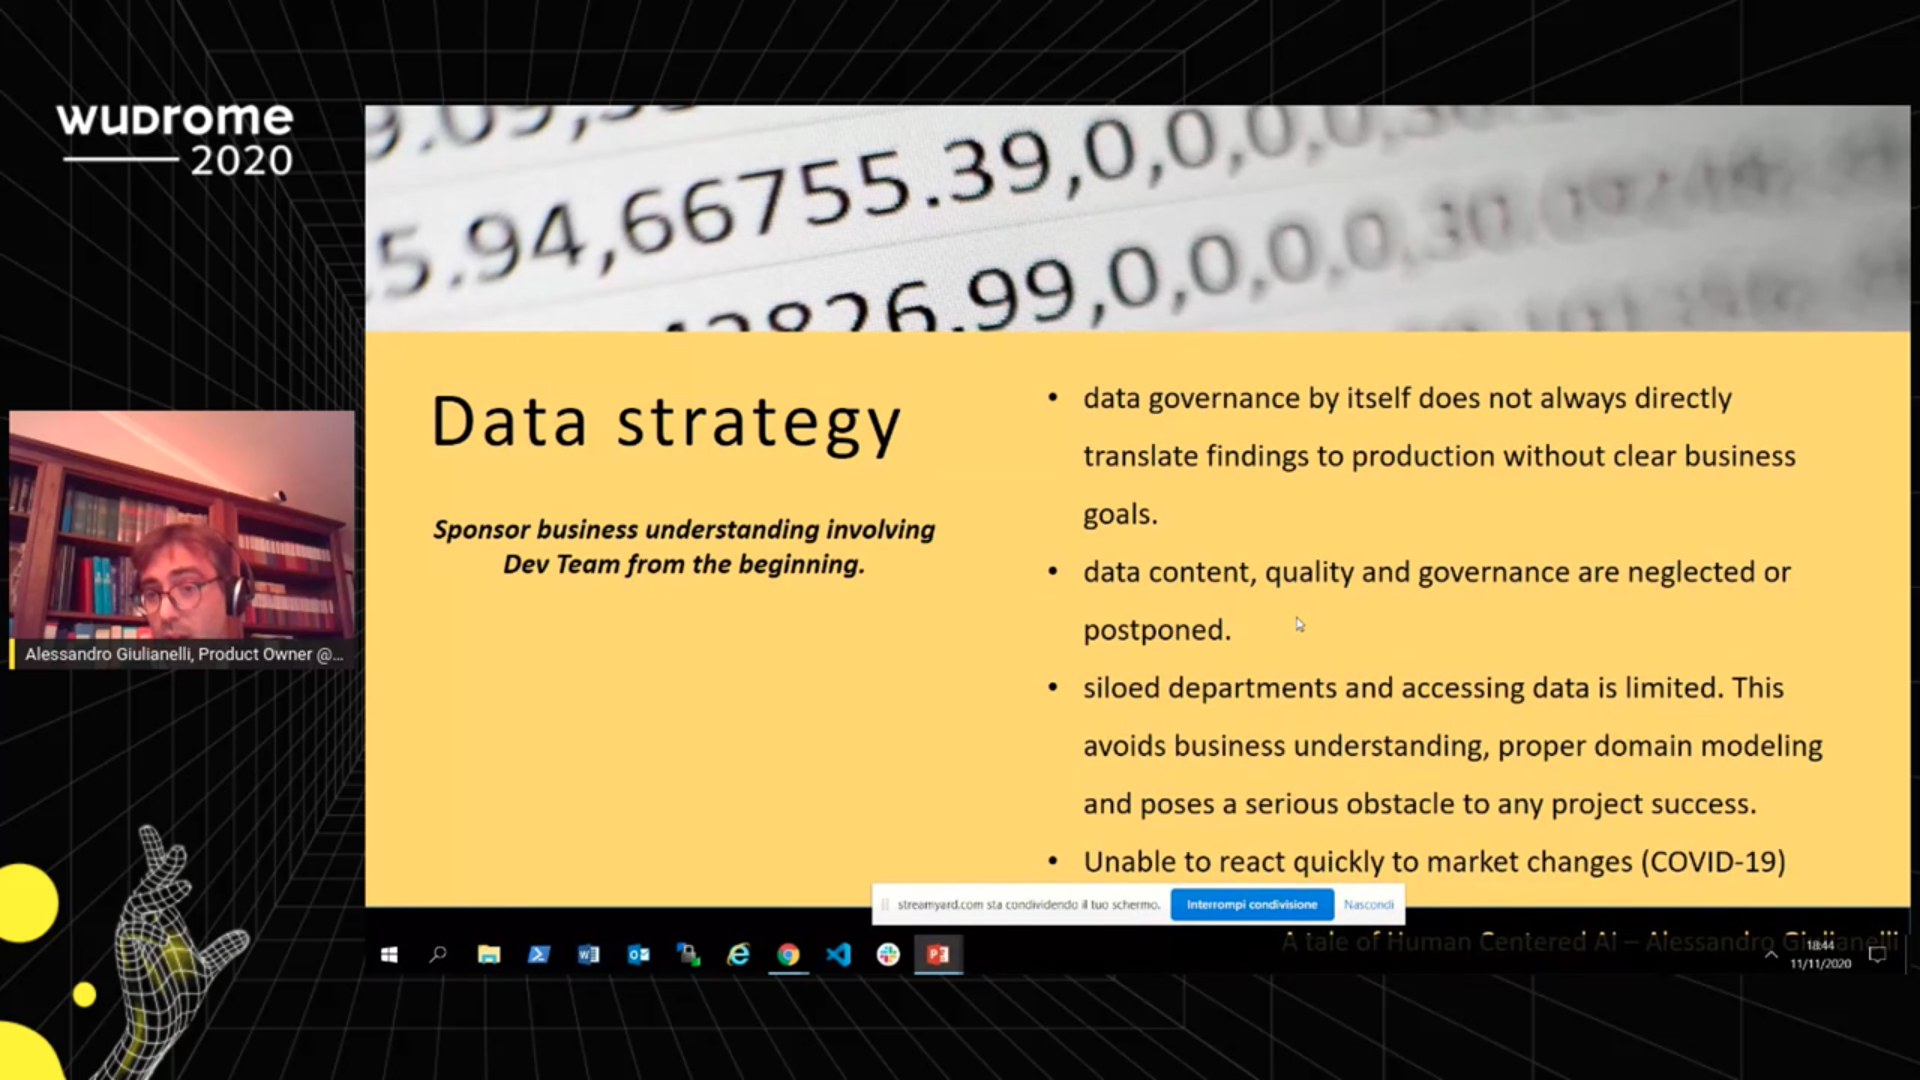 WUDrome
2020
5.94,66755.39,0,0,0,0,
26.99,0,0,0,0,30.
Data strategy
Sponsor business understanding involving
Dev Team from the beginning.
• data governance by itself does not always directly
translate findings to production without clear business
goals.
• data content, quality and governance are neglected or
postponed.
• siloed departments and accessing data is limited. This
avoids business understanding, proper domain modeling
and poses a serious obstacle to any project success.
• Unable to react quickly to market changes (COVID-19)
Alessandro Giulianelli, Product Owner @...
streamyard.com sta condividendo il tuo schermo.
Interrompi condivisione
Nascondi
A tale of Human Centered AI – Alessandro Giulianelli
18:44
11/11/2020